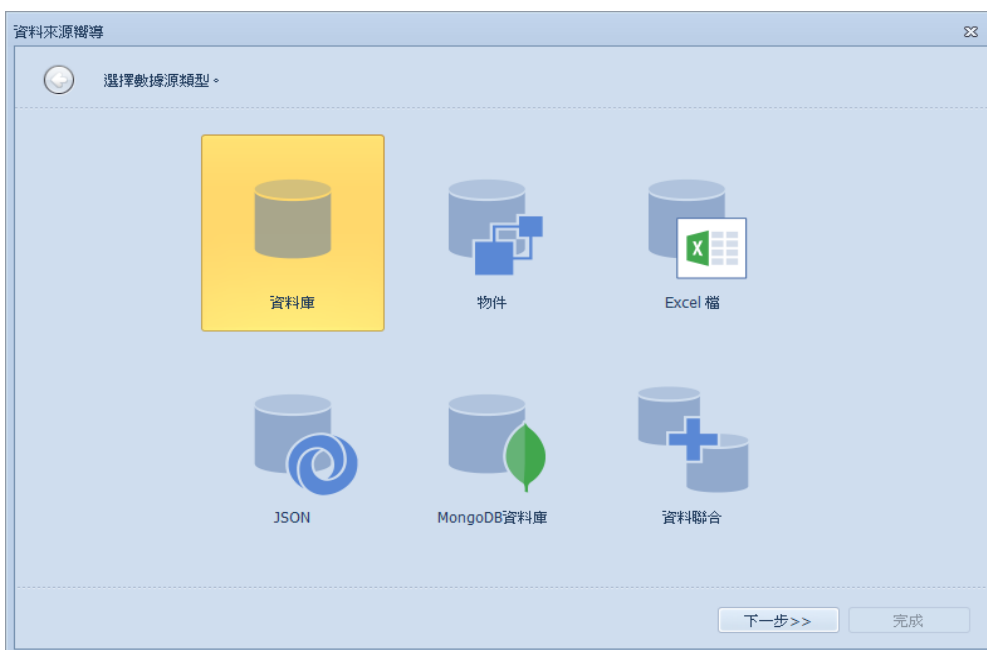 資料來源嚮導
選擇數據源類型。
資料庫
物件
Excel 檔
JSON
MongoDB資料庫
資料聯合
下一步>>
完成